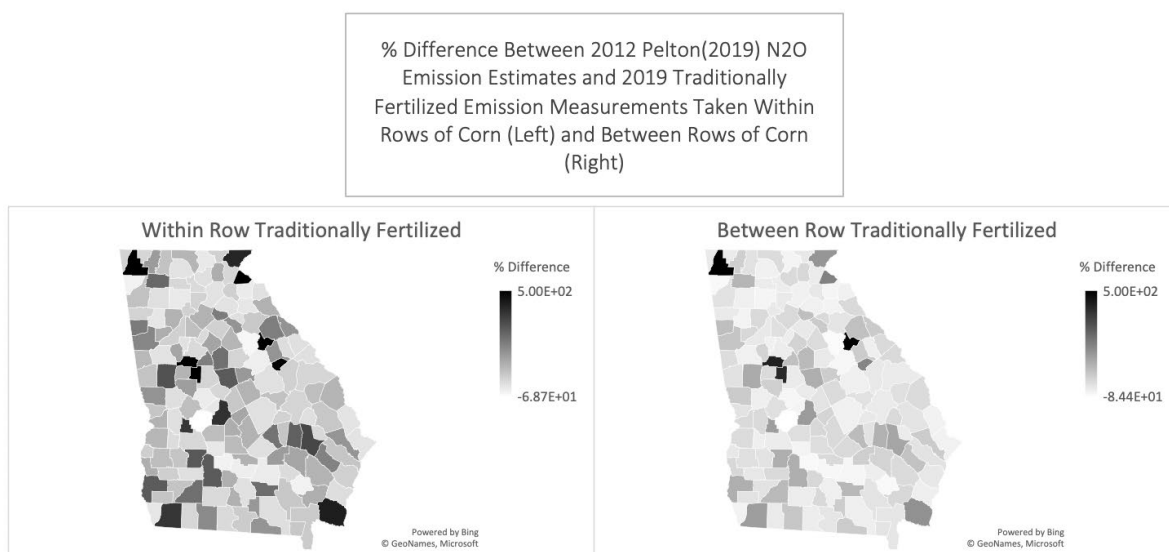 % Difference Between 2012 Pelton(2019) N2O
Emission Estimates and 2019 Traditionally
Fertilized Emission Measurements Taken Within
Rows of Corn (Left) and Between Rows of Corn
(Right)
Within Row Traditionally Fertilized
% Difference
5.00E+02
-6.87E+01
Powered by Bing
© GeoNames, Microsoft
Between Row Traditionally Fertilized
% Difference
5.00E+02
-8.44E+01
Powered by Bing
© GeoNames, Microsoft